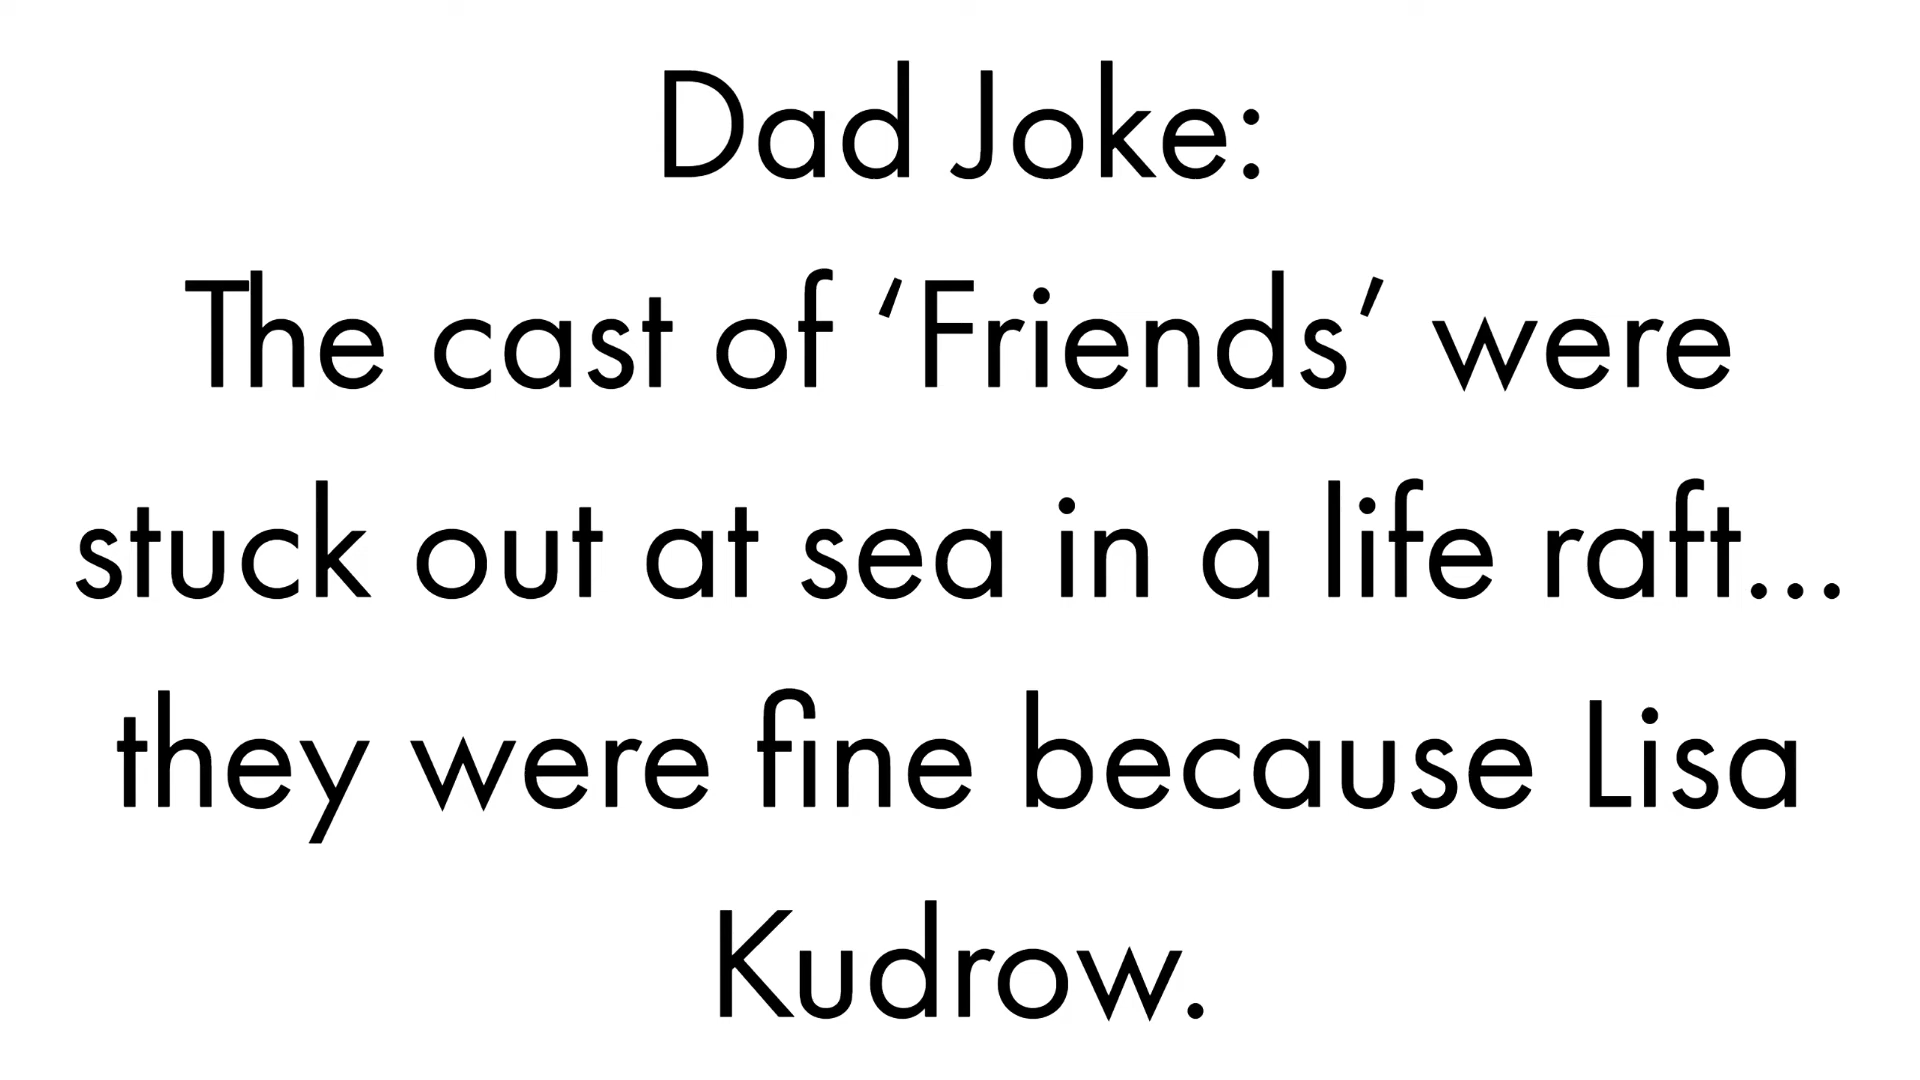 Dad Joke:
The cast of ‘Friends’ were
stuck out at sea in a life raft...
they were fine because Lisa
Kudrow.